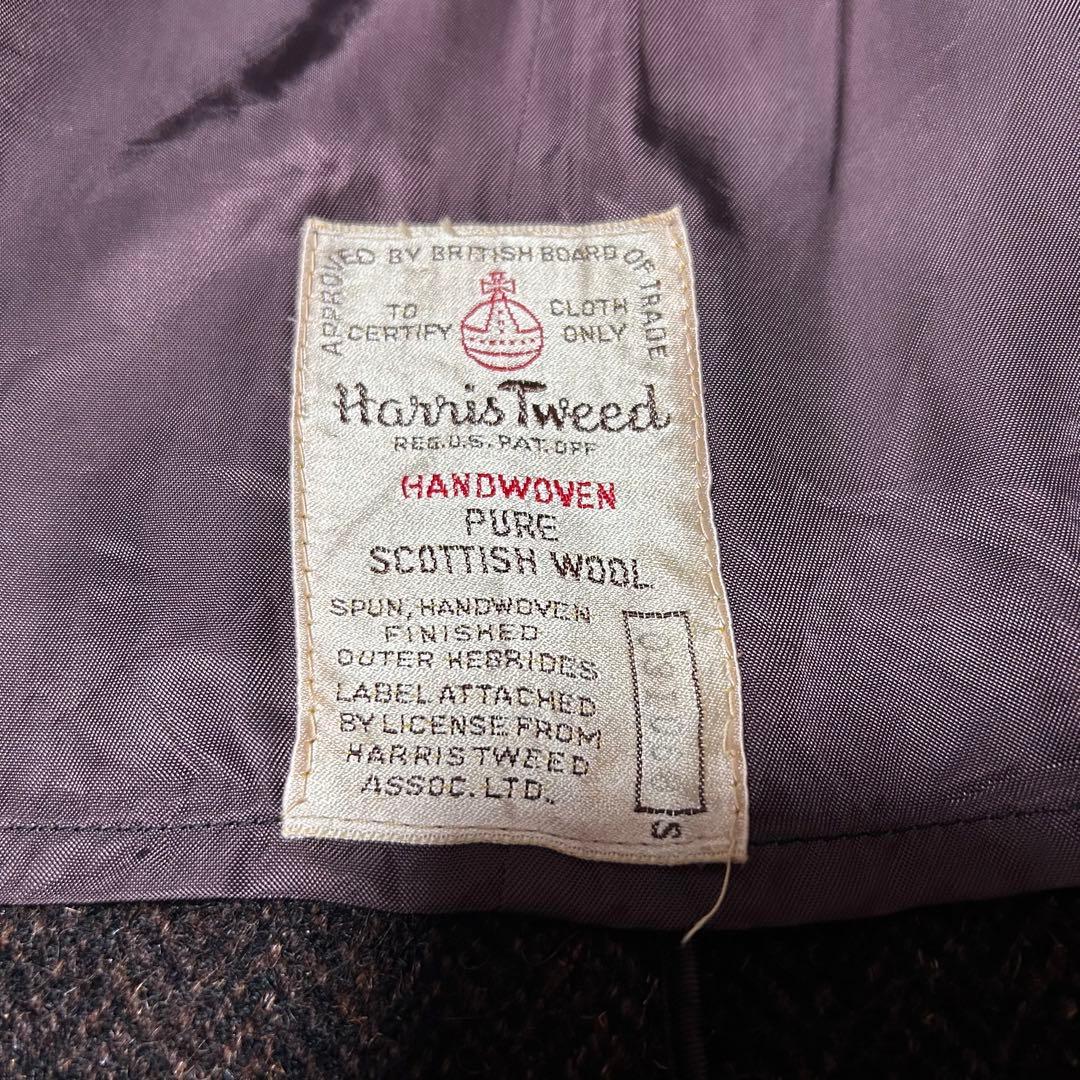 APPROVED BY BRITISH BOARD OF TRADE
TO CERTIFY
CLOTH ONLY
Harris Tweed
REG.U.S.PAT.OFF
HANDWOVEN
PURE
SCOTTISH WOOL
SPUN, HANDWOVEN
FINISHED
OUTER HEBRIDES
LABEL ATTACHED
BY LICENSE FROM
HARRIS TWEED
ASSOC. LTD.
S